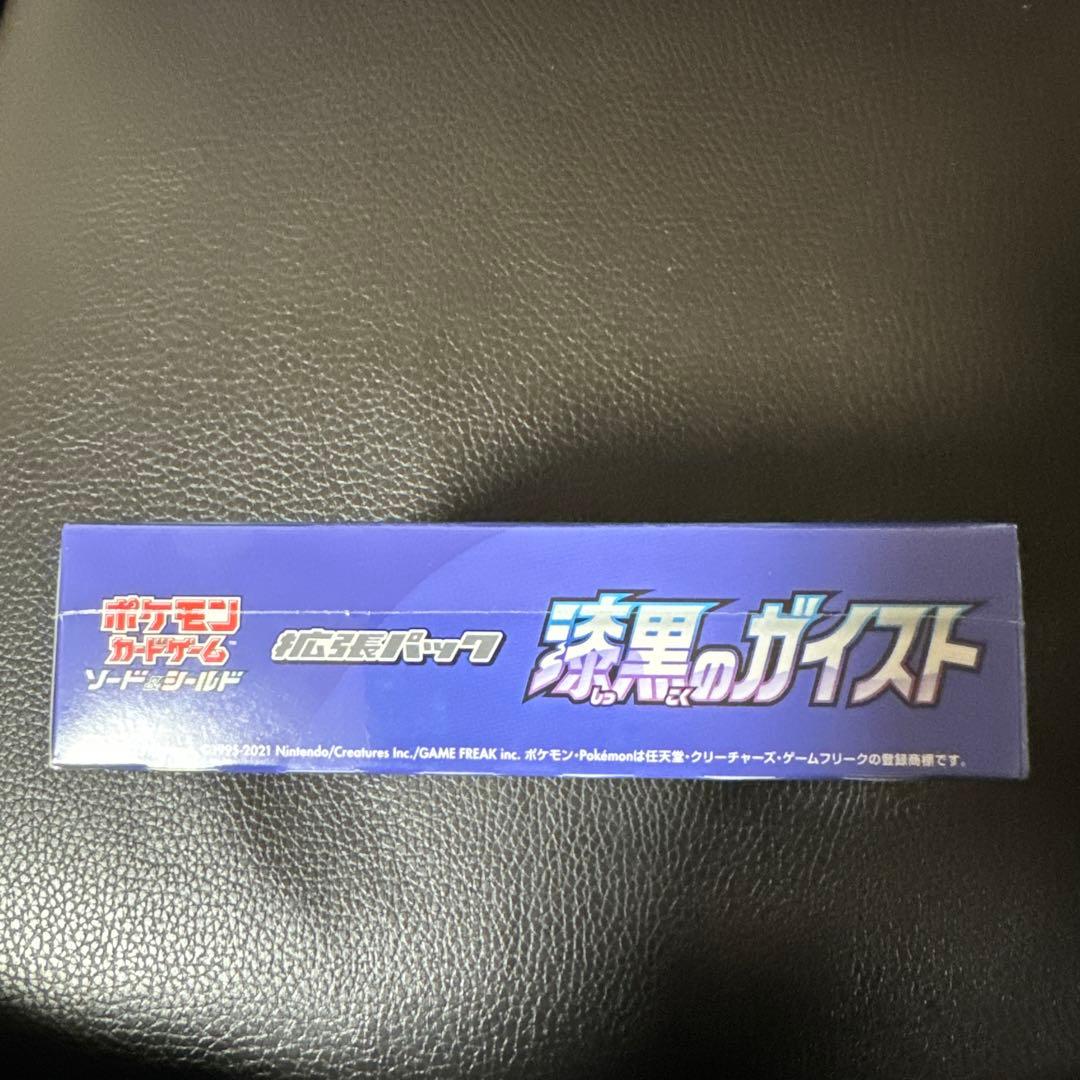 ポケモン
カードゲーム™
ソード&シールド
拡張パック
漆黒のガイスト
しっ こく
©1995-2021 Nintendo/Creatures Inc./GAME FREAK inc. ポケモン・Pokémonは任天堂・クリーチャーズ・ゲームフリークの登録商標です。